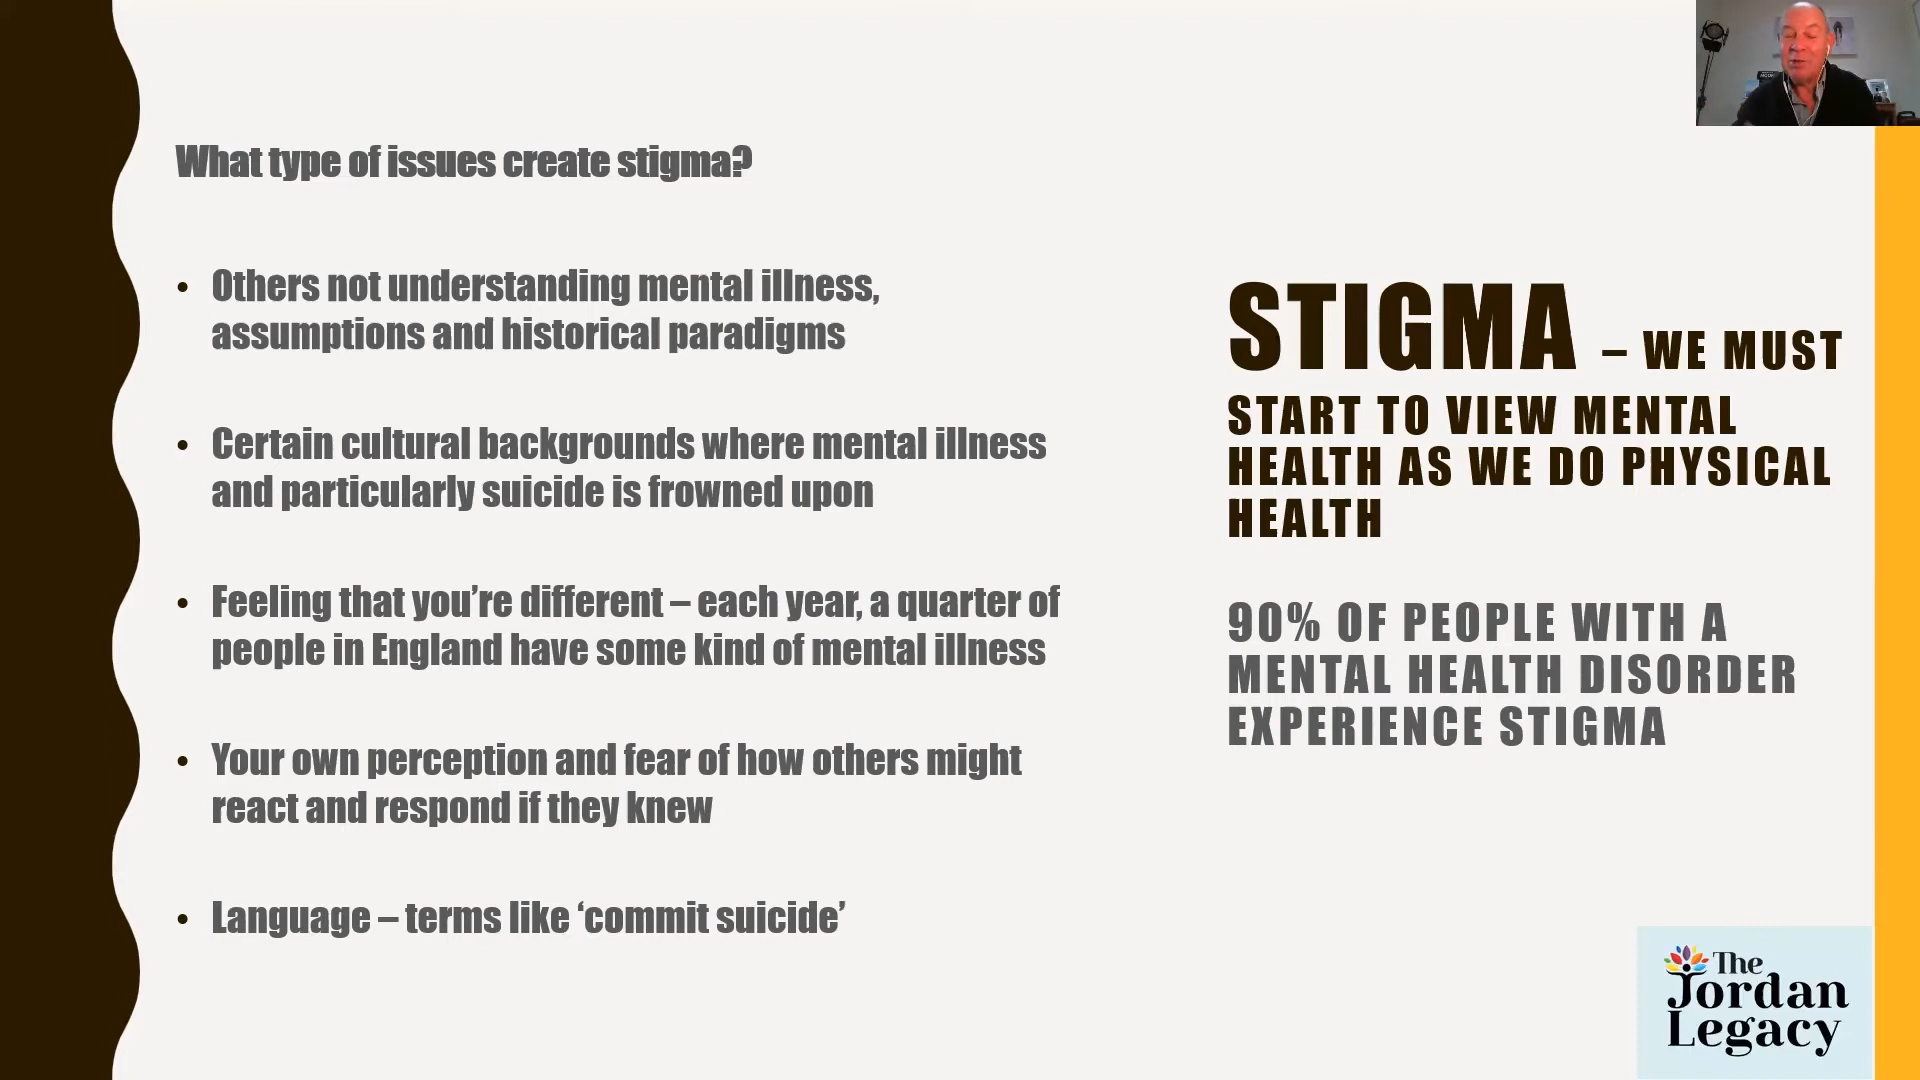 What type of issues create stigma?
• Others not understanding mental illness,
assumptions and historical paradigms
• Certain cultural backgrounds where mental illness
and particularly suicide is frowned upon
• Feeling that you’re different – each year, a quarter of
people in England have some kind of mental illness
• Your own perception and fear of how others might
react and respond if they knew
• Language – terms like ‘commit suicide’
STIGMA – WE MUST
START TO VIEW MENTAL
HEALTH AS WE DO PHYSICAL
HEALTH
90% OF PEOPLE WITH A
MENTAL HEALTH DISORDER
EXPERIENCE STIGMA
The
Jordan
Legacy